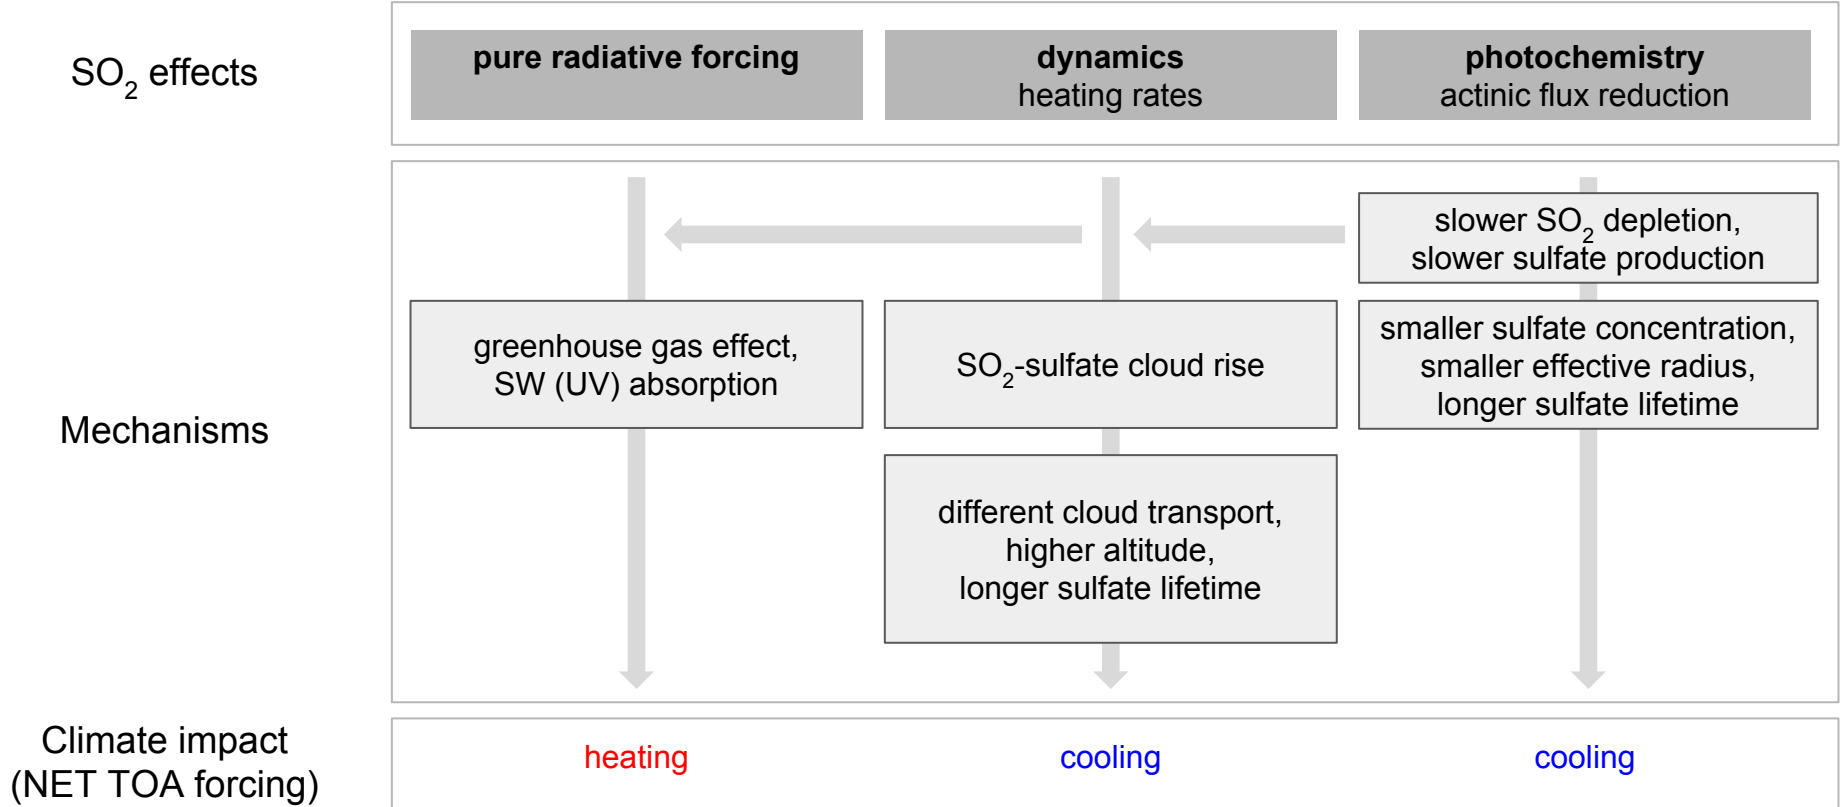 SO₂ effects
pure radiative forcing
dynamics
heating rates
photochemistry
actinic flux reduction
Mechanisms
slower SO₂ depletion,
slower sulfate production
greenhouse gas effect,
SW (UV) absorption
SO₂-sulfate cloud rise
smaller sulfate concentration,
smaller effective radius,
longer sulfate lifetime
different cloud transport,
higher altitude,
longer sulfate lifetime
Climate impact
(NET TOA forcing)
heating
cooling
cooling